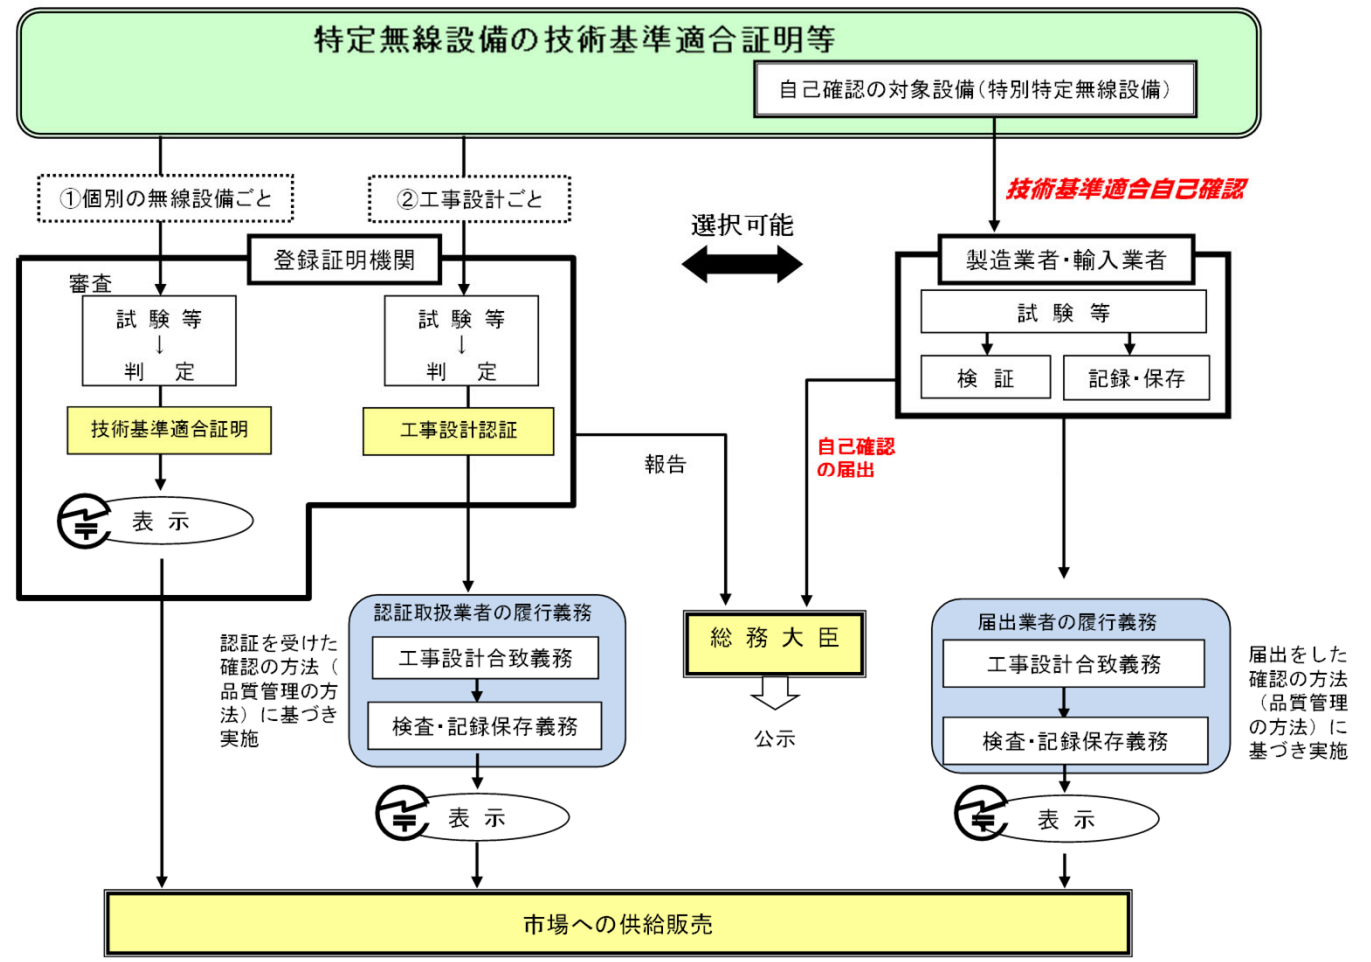 特定無線設備の技術基準適合証明等
自己確認の対象設備(特別特定無線設備)
①個別の無線設備ごと
②工事設計ごと
技術基準適合自己確認
選択可能
登録証明機関
製造業者・輸入業者
審査
試験等
↓
判定
試験等
↓
判定
試験等
検証
記録・保存
技術基準適合証明
工事設計認証
報告
自己確認
の届出
表示
認証取扱業者の履行義務
工事設計合致義務
検査・記録保存義務
認証を受けた
確認の方法(
品質管理の方
法)に基づき
実施
総務大臣
公示
届出業者の履行義務
工事設計合致義務
検査・記録保存義務
届出をした
確認の方法
(品質管理
の方法)に
基づき実施
表示
表示
市場への供給販売